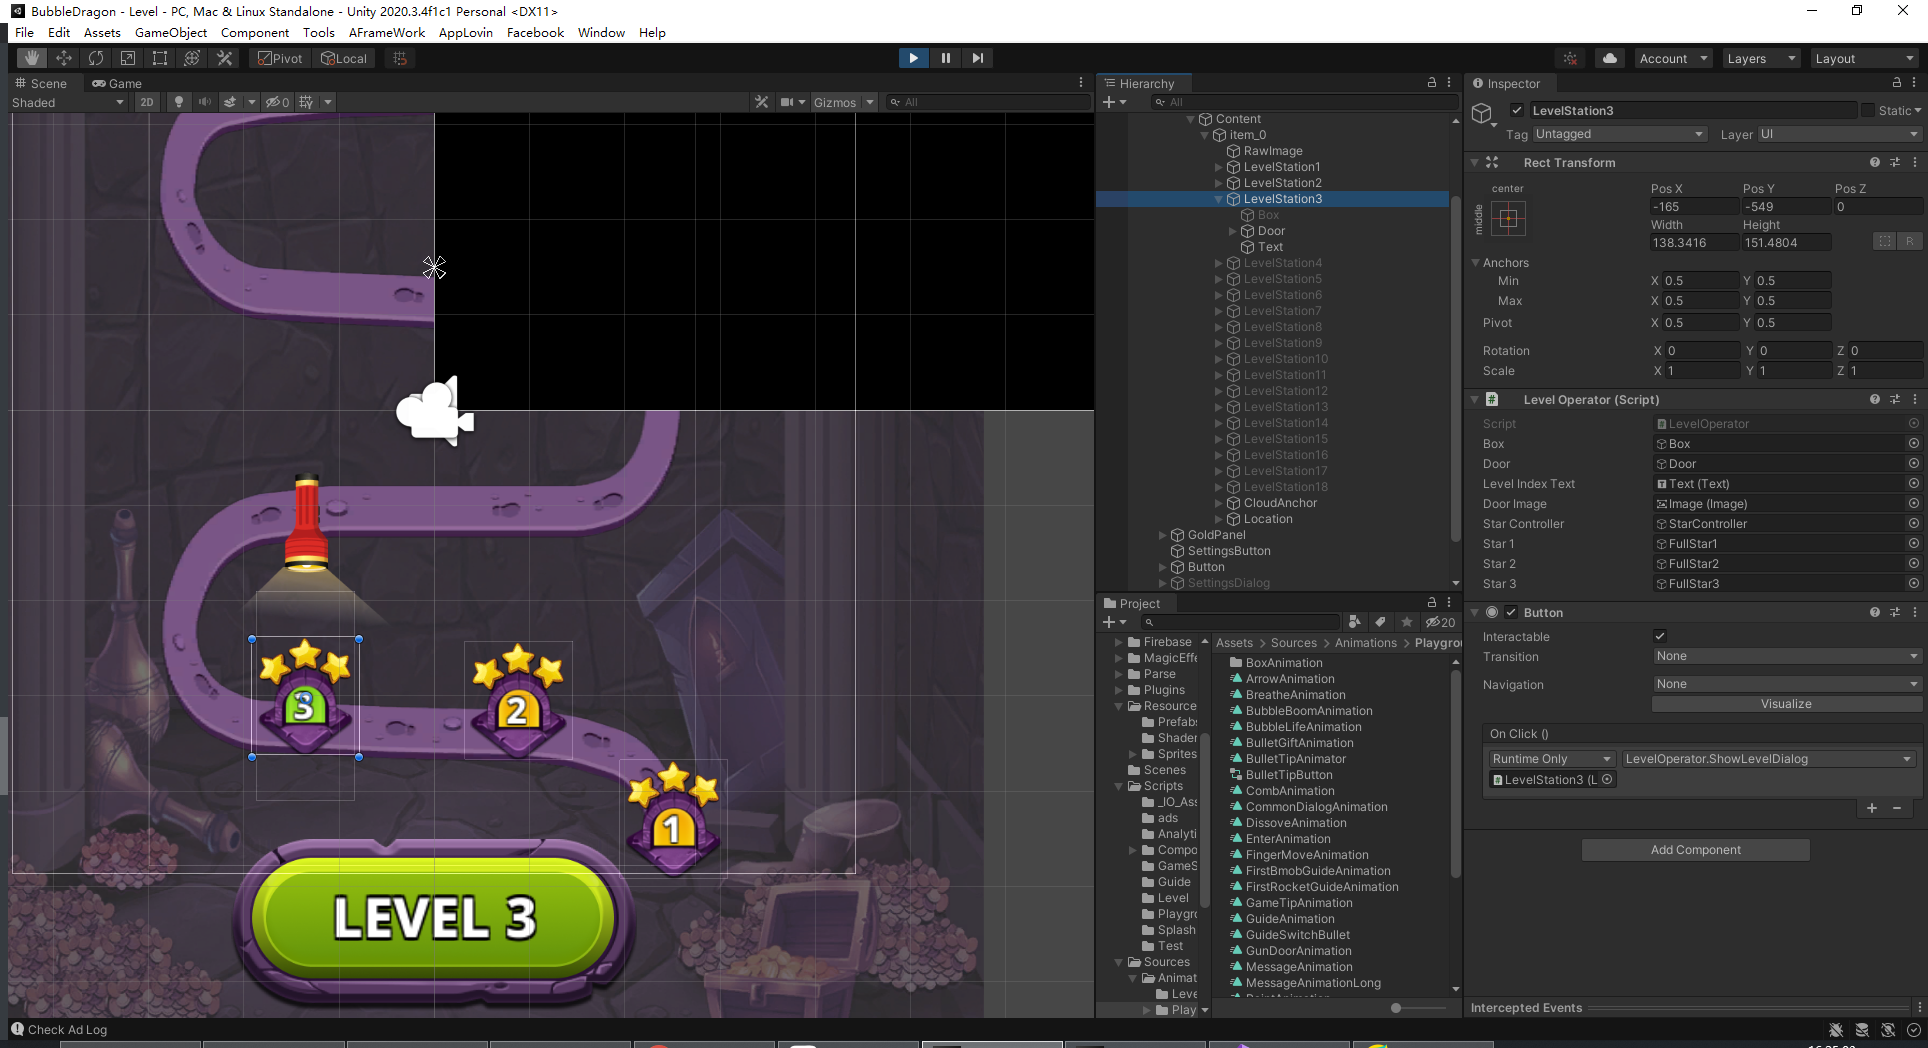 BubbleDragon - Level - PC, Mac & Linux Standalone - Unity 2020.3.4f1c1 Personal <DX11>
File Edit Assets GameObject Component Tools AFrameWork AppLovin Facebook Window Help
Pivot Local Account Layers Layout
Scene Game
Shaded 2D 0 Gizmos All
LEVEL 3
3
2
1
Hierarchy
All
Content
item_0
RawImage
LevelStation1
LevelStation2
LevelStation3
Box
Door
Text
LevelStation4
LevelStation5
LevelStation6
LevelStation7
LevelStation8
LevelStation9
LevelStation10
LevelStation11
LevelStation12
LevelStation13
LevelStation14
LevelStation15
LevelStation16
LevelStation17
LevelStation18
CloudAnchor
Location
GoldPanel
SettingsButton
Button
SettingsDialog
Project
20
Firebase
MagicEffe
Parse
Plugins
Resource
Prefabs
Shader
Sprites
Scenes
Scripts
_IO_Ass
ads
Analyti
Compo
GameS
Guide
Level
Playgro
Splash
Test
Sources
Animat
Leve
Play
Assets > Sources > Animations > Playgrou
BoxAnimation
ArrowAnimation
BreatheAnimation
BubbleBoomAnimation
BubbleLifeAnimation
BulletGiftAnimation
BulletTipAnimator
BulletTipButton
CombAnimation
CommonDialogAnimation
DissoveAnimation
EnterAnimation
FingerMoveAnimation
FirstBmobGuideAnimation
FirstRocketGuideAnimation
GameTipAnimation
GuideAnimation
GuideSwitchBullet
GunDoorAnimation
MessageAnimation
MessageAnimationLong
Inspector
LevelStation3 Static
Tag Untagged Layer UI
Rect Transform
center
middle
Pos X Pos Y Pos Z
-165 -549 0
Width Height
138.3416 151.4804 R
Anchors
Min X 0.5 Y 0.5
Max X 0.5 Y 0.5
Pivot X 0.5 Y 0.5
Rotation X 0 Y 0 Z 0
Scale X 1 Y 1 Z 1
# Level Operator (Script)
Script LevelOperator
Box Box
Door Door
Level Index Text Text (Text)
Door Image Image (Image)
Star Controller StarController
Star 1 FullStar1
Star 2 FullStar2
Star 3 FullStar3
Button
Interactable
Transition None
Navigation None
Visualize
On Click ()
Runtime Only LevelOperator.ShowLevelDialog
LevelStation3 (L
+ −
Add Component
Intercepted Events
Check Ad Log